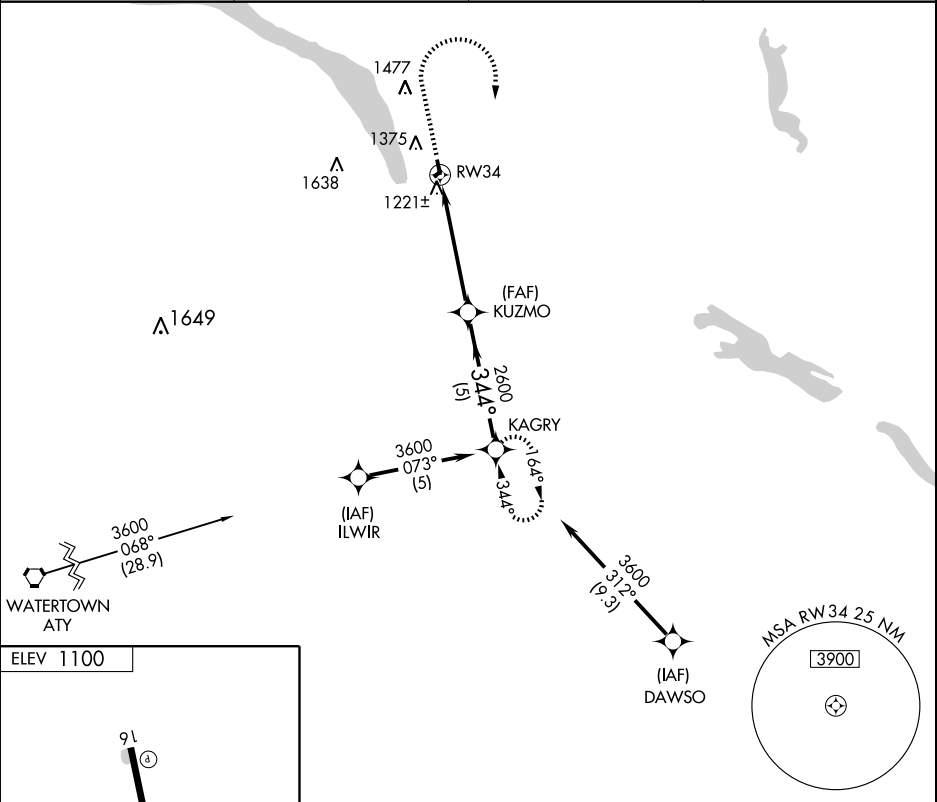 1477
1375
1638
RW34
1221±
(FAF)
KUZMO
1649
2600
344°
(5)
KAGRY
3600
073°
(5)
164°
344°
(IAF)
ILWIR
3600
068°
(28.9)
WATERTOWN
ATY
3600
312°
(9.3)
(IAF)
DAWSO
MSA RW34 25 NM
3900
ELEV 1100
16
P